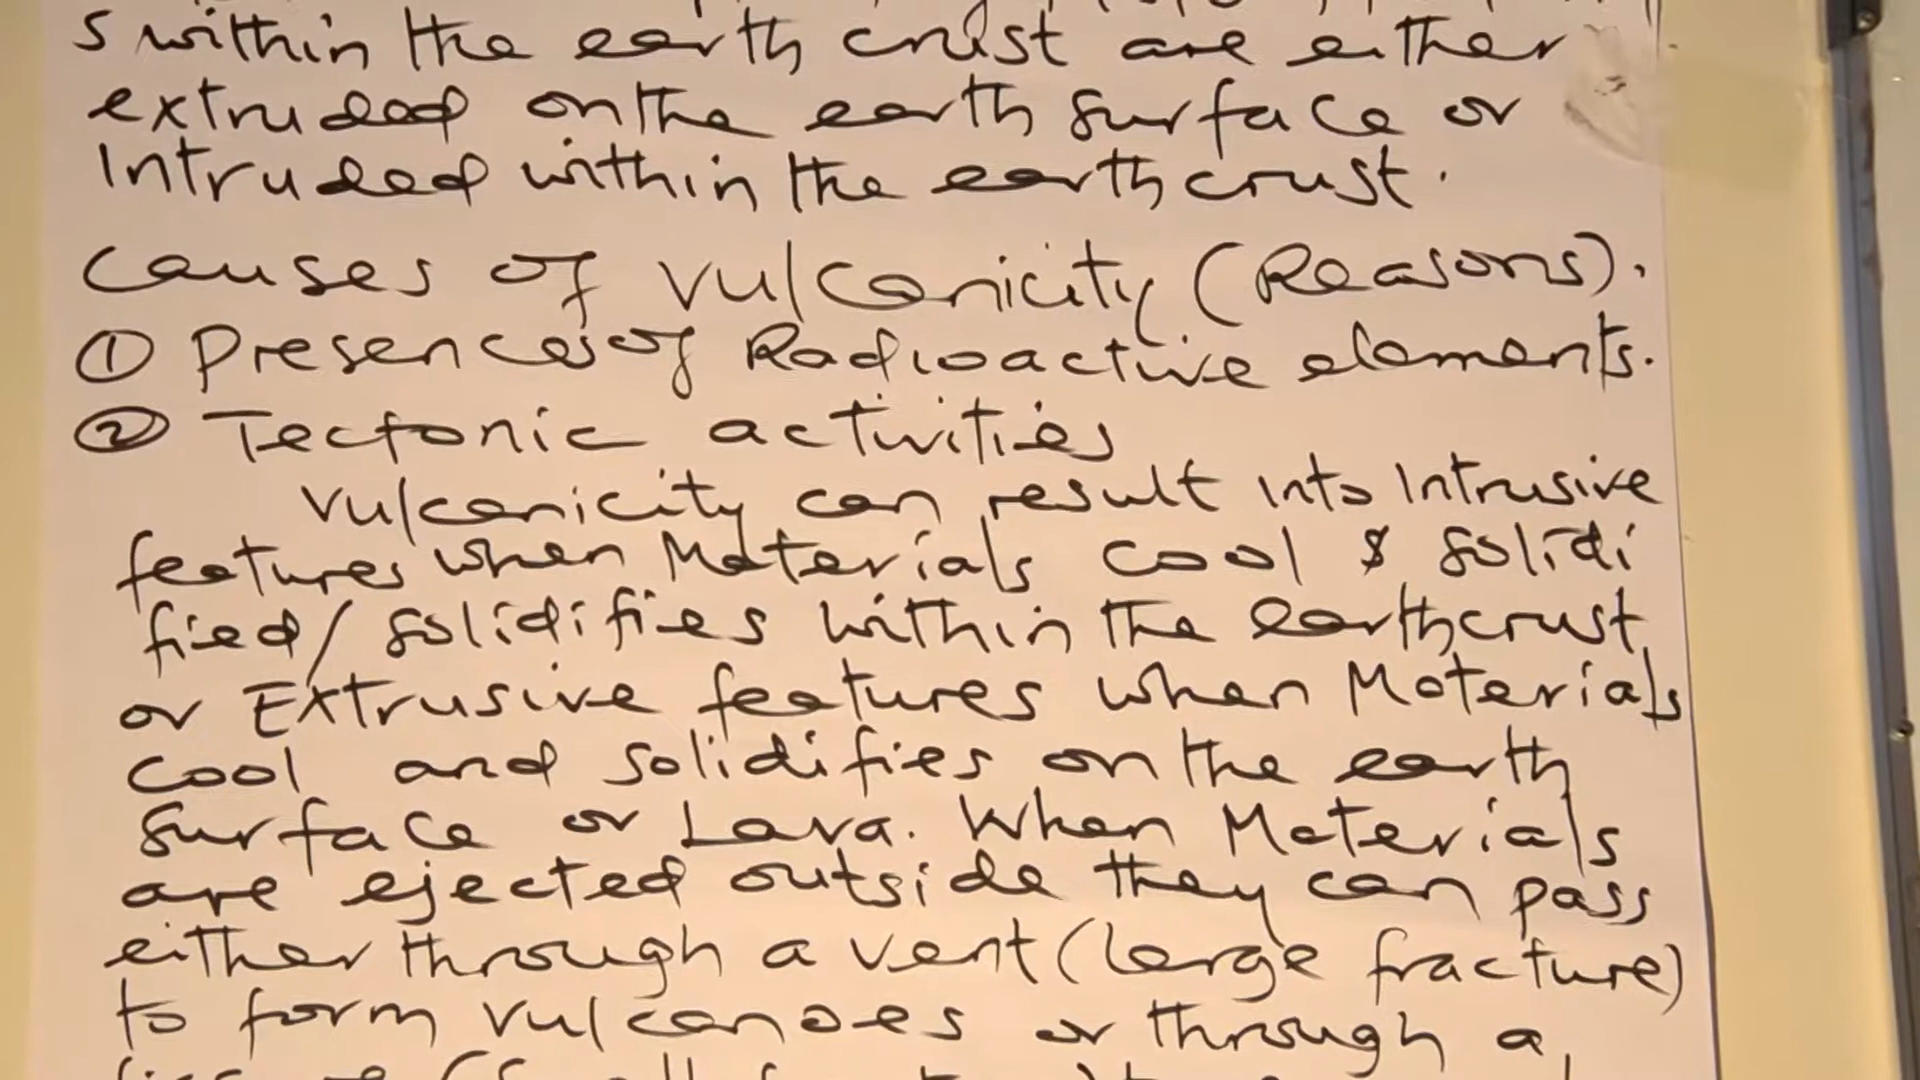 s within the earth crust are either
extruded on the earth surface or
Intruded within the earth crust.
Causes of Vulcanicity (Reasons).
① Presences of Radioactive elements.
② Tectonic activities
Vulcanicity can result into Intrusive
features when Materials cool & solidi
fied/solidifies within the earth crust
or Extrusive features when Materials
cool and solidifies on the earth
surface or Lava. When Materials
are ejected outside they can pass
either through a vent (large fracture)
to form vulcanoes or through a